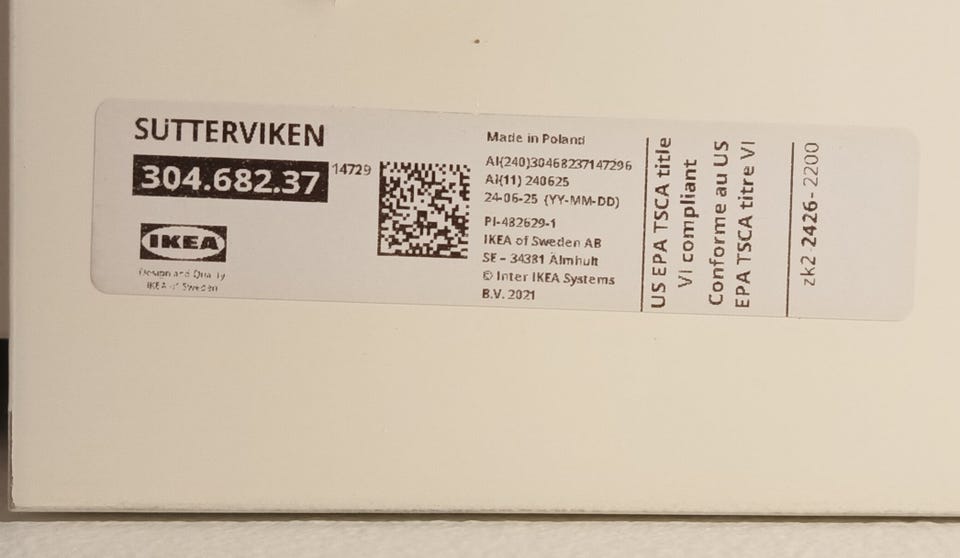 SUTTERVIKEN
304.682.37 14729
IKEA
Design and Quality
IKEA of Sweden
Made in Poland
AI(240)30468237147296
AI(11) 240625
24-06-25 (YY-MM-DD)
PI-482629-1
IKEA of Sweden AB
SE - 34381 Älmhult
© Inter IKEA Systems
B.V. 2021
US EPA TSCA title
VI compliant
Conforme au US
EPA TSCA titre VI
zk2-2426-2200